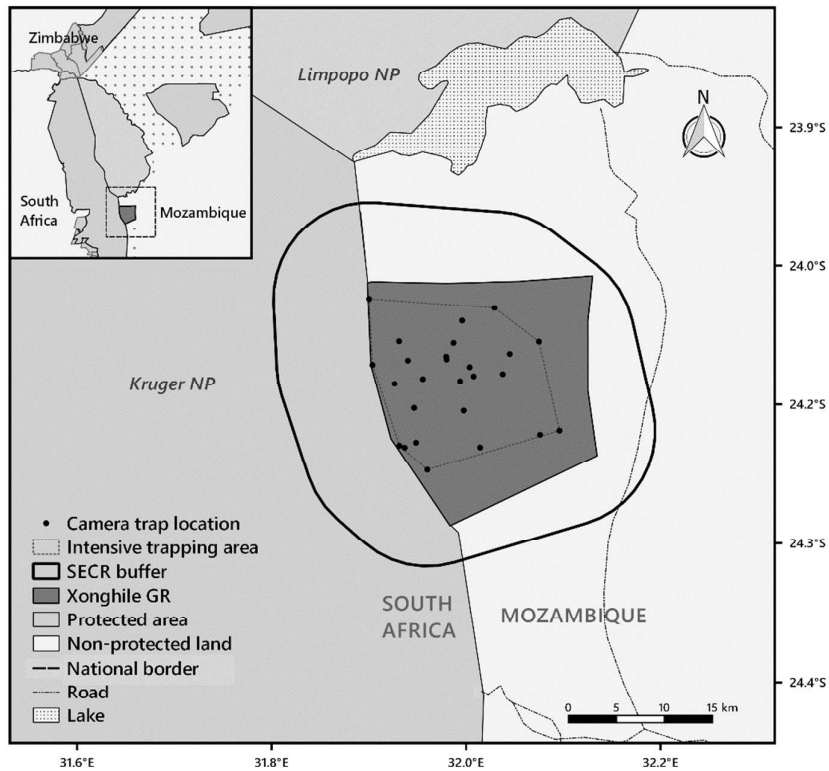 Zimbabwe
South
Africa
Mozambique
Limpopo NP
N
23.9°S
24.0°S
Kruger NP
24.2°S
Camera trap location
Intensive trapping area
SECR buffer
Xonghile GR
Protected area
Non-protected land
National border
Road
Lake
24.3°S
SOUTH
AFRICA
MOZAMBIQUE
24.4°S
0 5 10 15 km
31.6°E 31.8°E 32.0°E 32.2°E